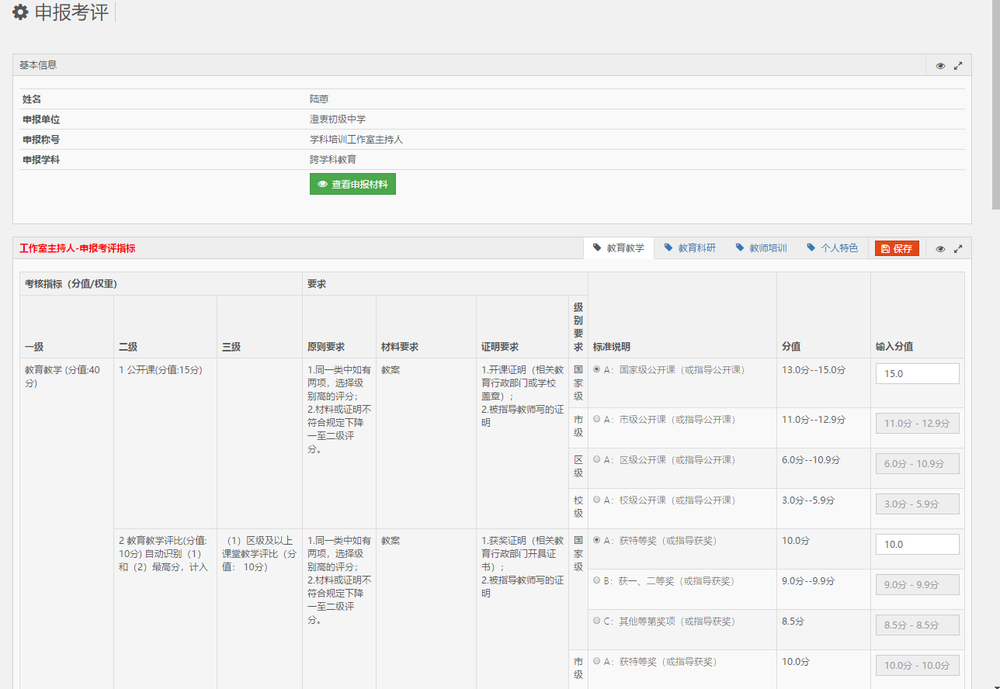 申报考评
基本信息
姓名 陆蒽
申报单位 澄衷初级中学
申报称号 学科培训工作室主持人
申报学科 跨学科教育
查看申报材料
工作室主持人-申报考评指标 教育教学 教育科研 教师培训 个人特色 保存
考核指标（分值/权重） 要求
一级 二级 三级 原则要求 材料要求 证明要求 级别要求 标准说明 分值 输入分值
教育教学 (分值:40
分)
1 公开课(分值:15分)
1.同一类中如有
两项，选择级
别高的评分；
2.材料或证明不
符合规定下降
一至二级评
分。
教案
1.开课证明（相关教
育行政部门或学校
盖章）;
2.被指导教师写的证
明
国家级 A：国家级公开课（或指导公开课） 13.0分--15.0分 15.0
市级 A：市级公开课（或指导公开课） 11.0分--12.9分 11.0分 - 12.9分
区级 A：区级公开课（或指导公开课） 6.0分--10.9分 6.0分 - 10.9分
校级 A：校级公开课（或指导公开课） 3.0分--5.9分 3.0分 - 5.9分
2 教育教学评比(分值:
10分) 自动识别（1）
和（2）最高分，计入
（1）区级及以上
课堂教学评比（分
值： 10分）
1.同一类中如有
两项，选择级
别高的评分；
2.材料或证明不
符合规定下降
一至二级评
分。
教案
1.获奖证明（相关教
育行政部门开具证
书）;
2.被指导教师写的证
明
国家级 A：获特等奖（或指导获奖） 10.0分 10.0
B：获一、二等奖（或指导获奖） 9.0分--9.9分 9.0分 - 9.9分
C：其他等第奖项（或指导获奖） 8.5分 8.5分 - 8.5分
市级 A：获特等奖（或指导获奖） 10.0分 10.0分 - 10.0分